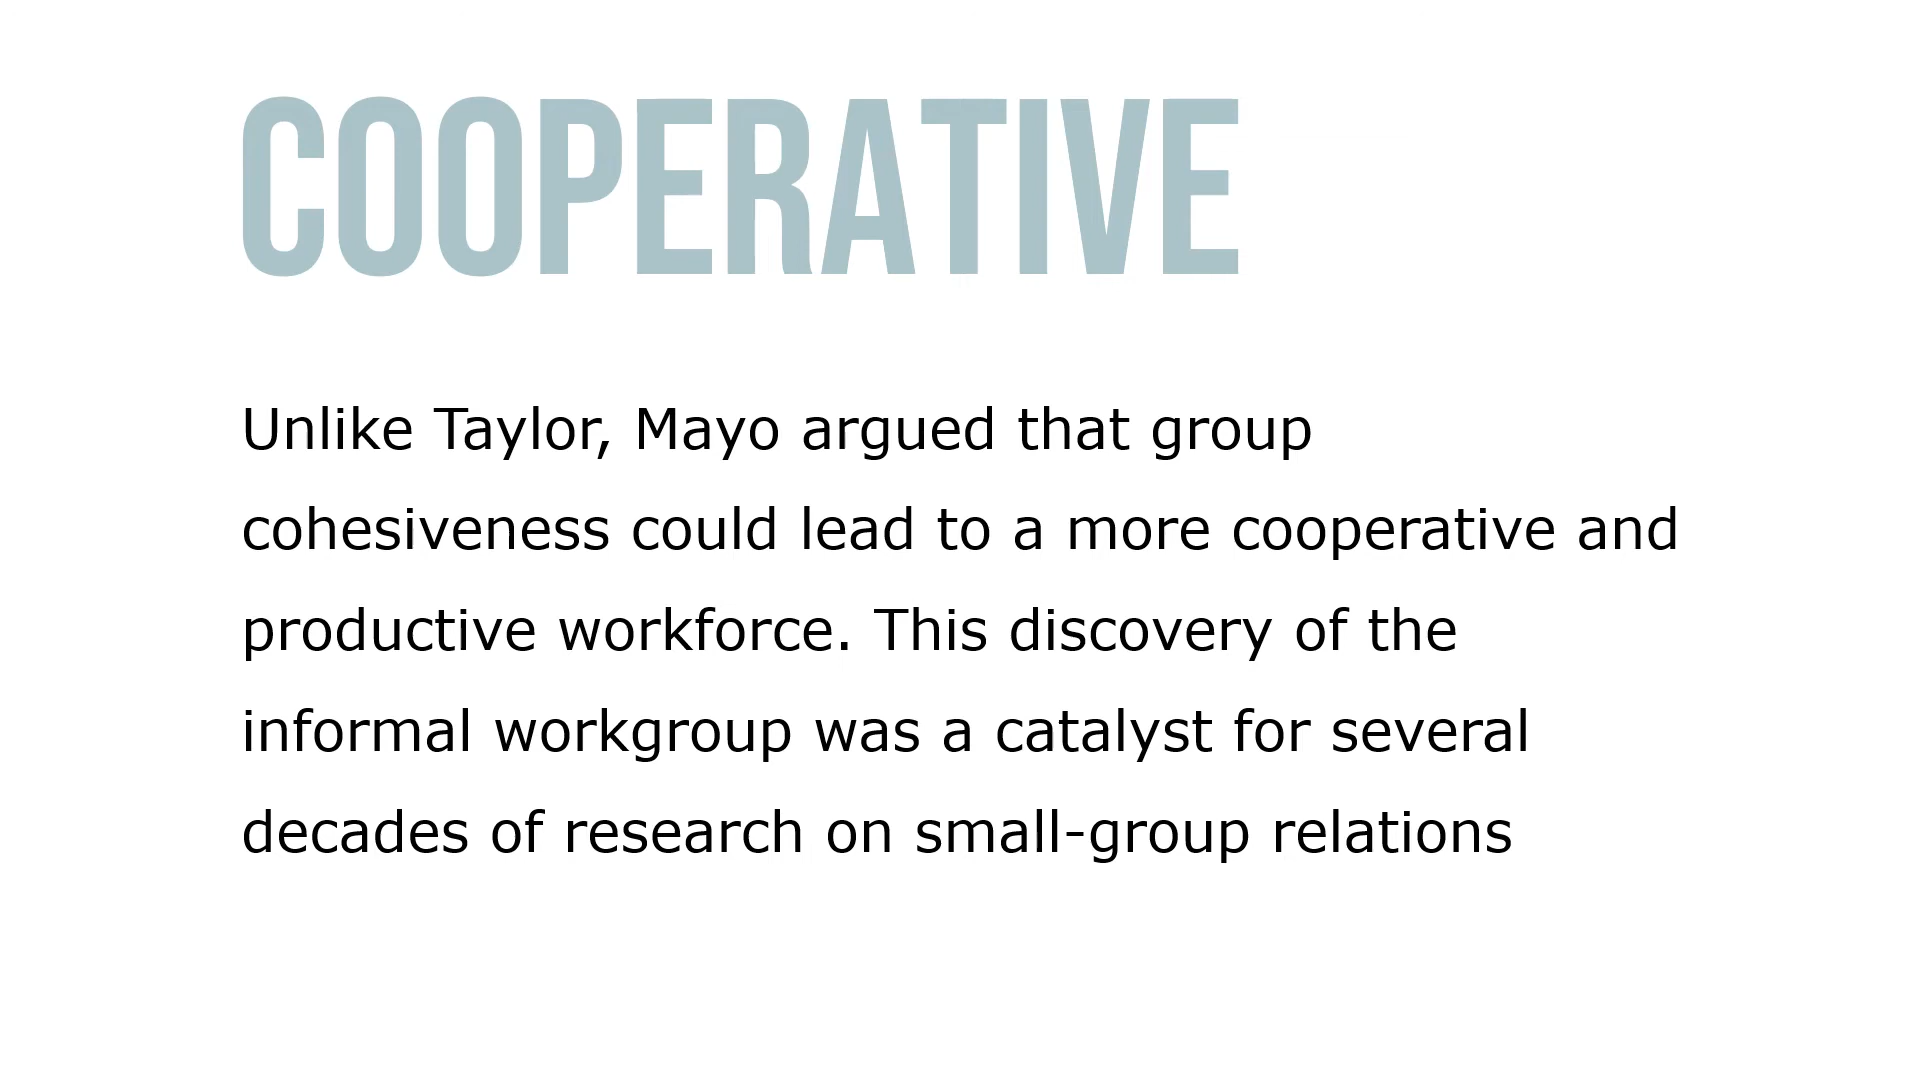 COOPERATIVE
Unlike Taylor, Mayo argued that group
cohesiveness could lead to a more cooperative and
productive workforce. This discovery of the
informal workgroup was a catalyst for several
decades of research on small-group relations